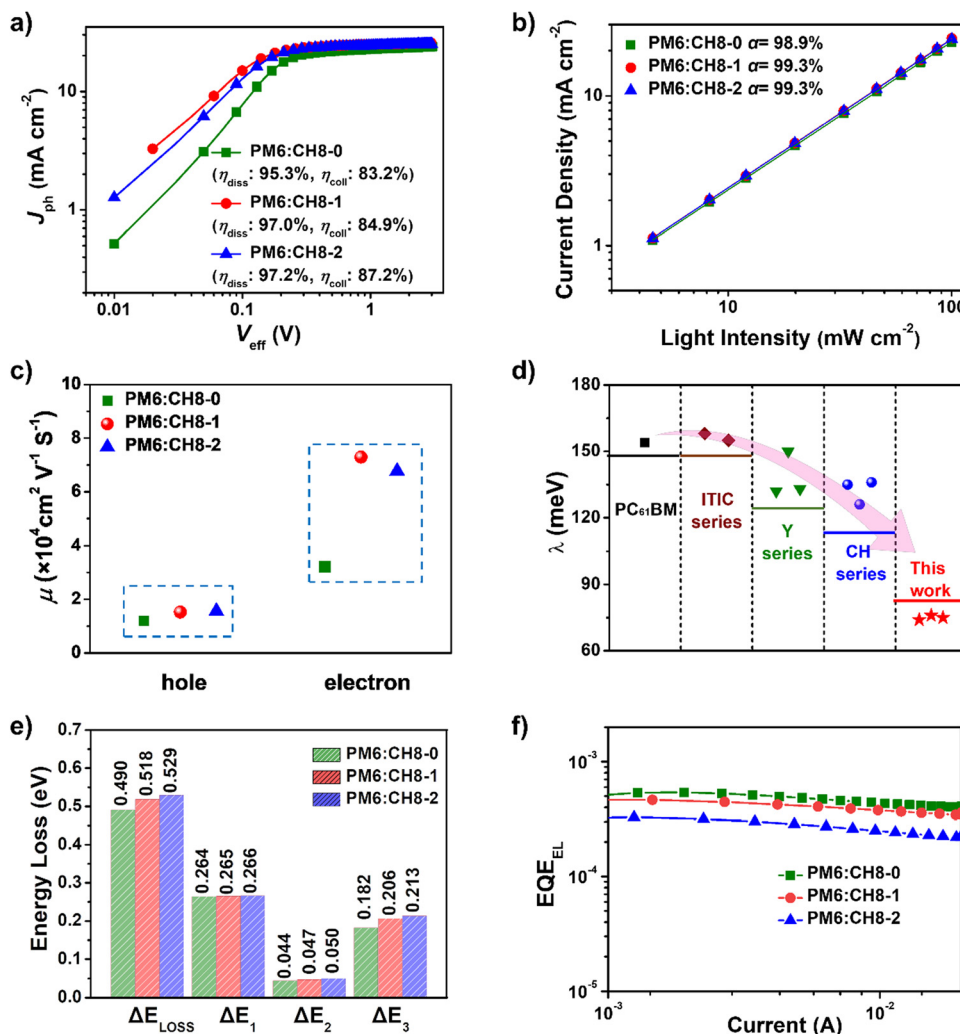 a)
J_ph (mA cm⁻²)
10
1
PM6:CH8-0
(η_diss: 95.3%, η_coll: 83.2%)
PM6:CH8-1
(η_diss: 97.0%, η_coll: 84.9%)
PM6:CH8-2
(η_diss: 97.2%, η_coll: 87.2%)
0.01 0.1 1
V_eff (V)
b)
Current Density (mA cm⁻²)
10
1
PM6:CH8-0 α= 98.9%
PM6:CH8-1 α= 99.3%
PM6:CH8-2 α= 99.3%
10 100
Light Intensity (mW cm⁻²)
c)
μ (×10⁴cm² V⁻¹ S⁻¹)
10
8
6
4
2
0
PM6:CH8-0
PM6:CH8-1
PM6:CH8-2
hole electron
d)
λ (meV)
180
150
120
90
60
PC₆₁BM
ITIC
series
Y
series
CH
series
This
work
e)
Energy Loss (eV)
0.7
0.6
0.5
0.4
0.3
0.2
0.1
0.0
PM6:CH8-0
PM6:CH8-1
PM6:CH8-2
0.490
0.518
0.529
0.264
0.265
0.266
0.044
0.047
0.050
0.182
0.206
0.213
ΔE_LOSS ΔE₁ ΔE₂ ΔE₃
f)
EQE_EL
10⁻³
10⁻⁴
10⁻⁵
PM6:CH8-0
PM6:CH8-1
PM6:CH8-2
10⁻³ 10⁻²
Current (A)